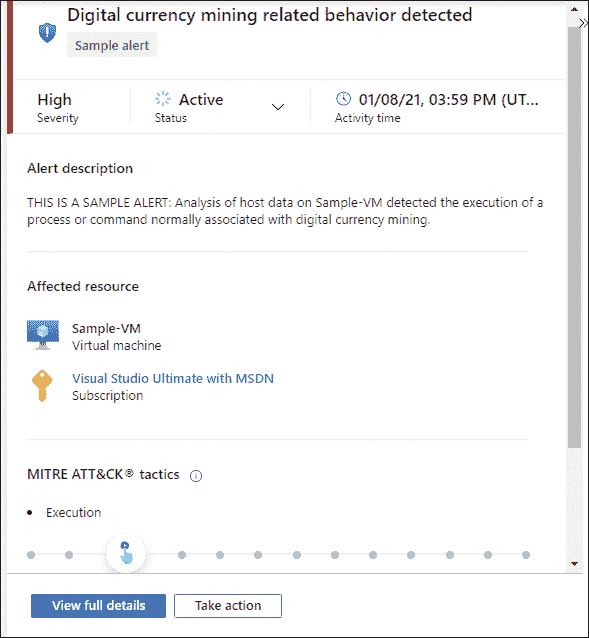 Digital currency mining related behavior detected
Sample alert
High
Severity
Active
Status
01/08/21, 03:59 PM (UT...
Activity time
Alert description
THIS IS A SAMPLE ALERT: Analysis of host data on Sample-VM detected the execution of a
process or command normally associated with digital currency mining.
Affected resource
Sample-VM
Virtual machine
Visual Studio Ultimate with MSDN
Subscription
MITRE ATT&CK® tactics
Execution
View full details
Take action